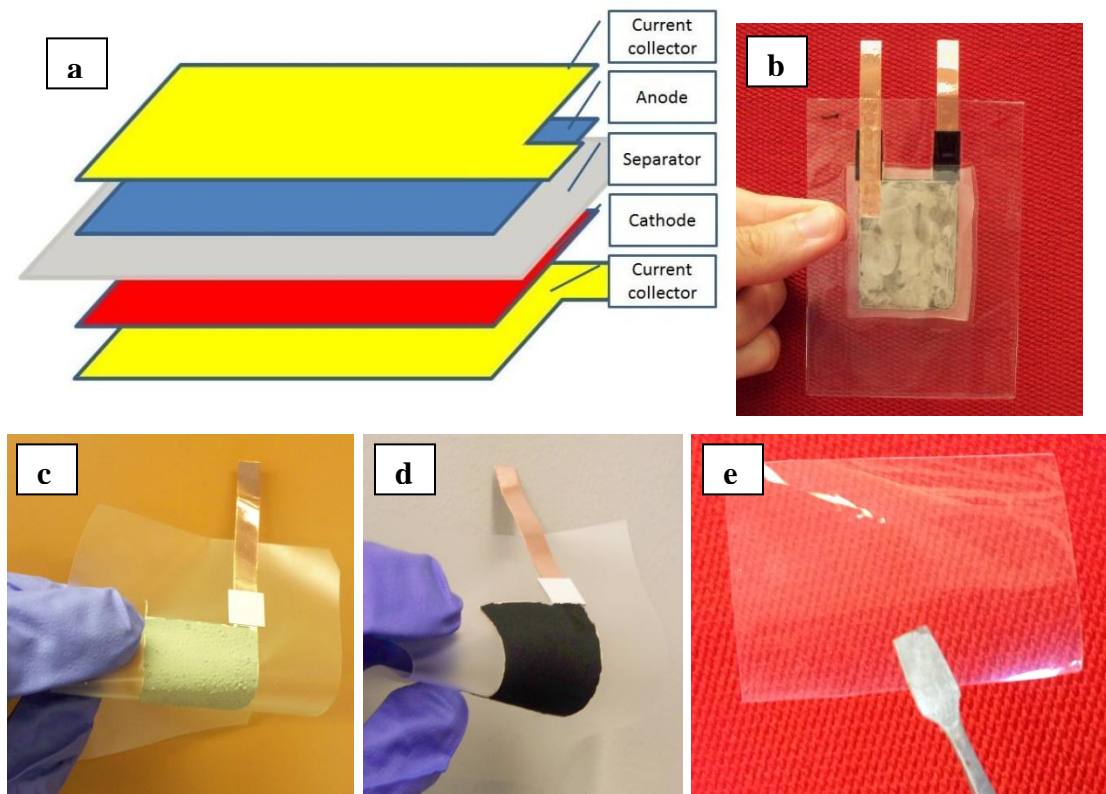 a
Current
collector
Anode
Separator
Cathode
Current
collector
b
c
d
e